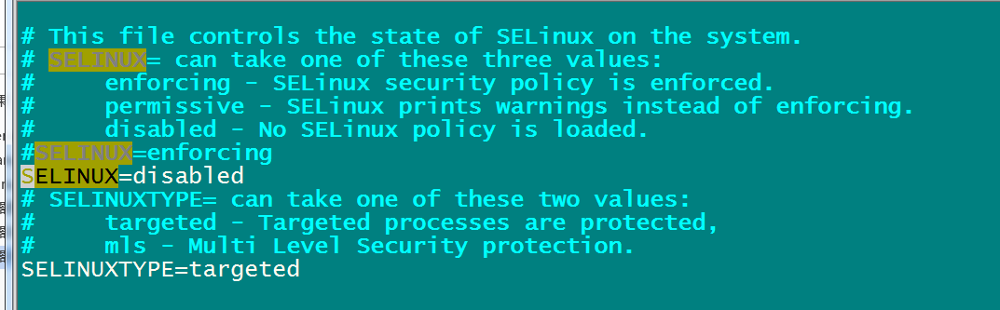 # This file controls the state of SELinux on the system.
# SELINUX= can take one of these three values:
#     enforcing - SELinux security policy is enforced.
#     permissive - SELinux prints warnings instead of enforcing.
#     disabled - No SELinux policy is loaded.
#SELINUX=enforcing
SELINUX=disabled
# SELINUXTYPE= can take one of these two values:
#     targeted - Targeted processes are protected,
#     mls - Multi Level Security protection.
SELINUXTYPE=targeted